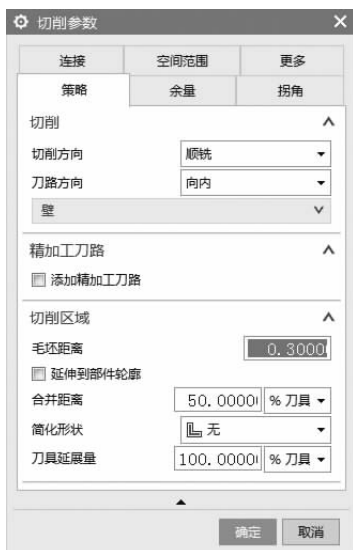 切削参数
连接 空间范围 更多
策略 余量 拐角
切削
切削方向 顺铣
刀路方向 向内
壁
精加工刀路
添加精加工刀路
切削区域
毛坯距离 0.3000
延伸到部件轮廓
合并距离 50.0000 % 刀具
简化形状 无
刀具延展量 100.0000 % 刀具
确定 取消